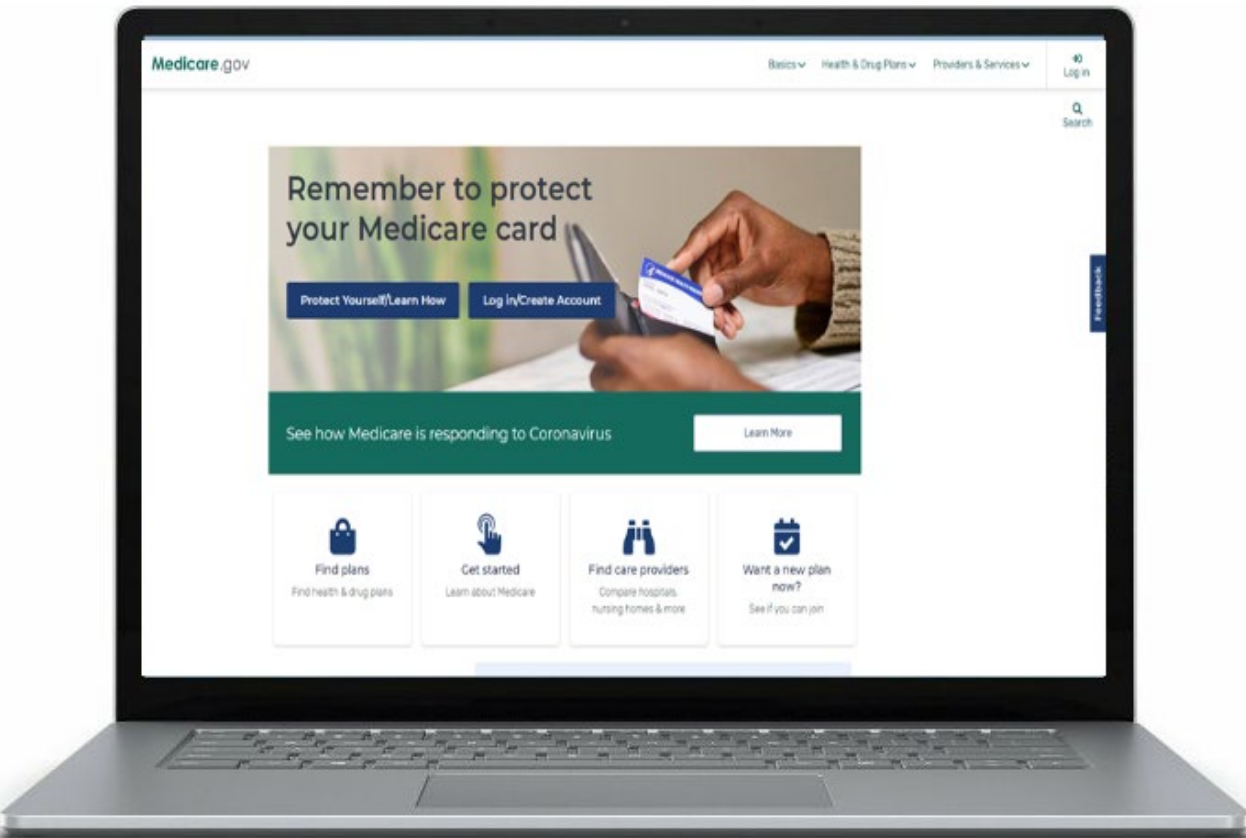 Medicare.gov
Basics Health & Drug Plans Providers & Services Log in
Search
Remember to protect
your Medicare card
Protect Yourself/Learn How Log in/Create Account
Feedback
See how Medicare is responding to Coronavirus Learn More
Find plans
Find health & drug plans
Get started
Learn about Medicare
Find care providers
Compare hospitals,
nursing homes & more
Want a new plan
now?
See if you can join